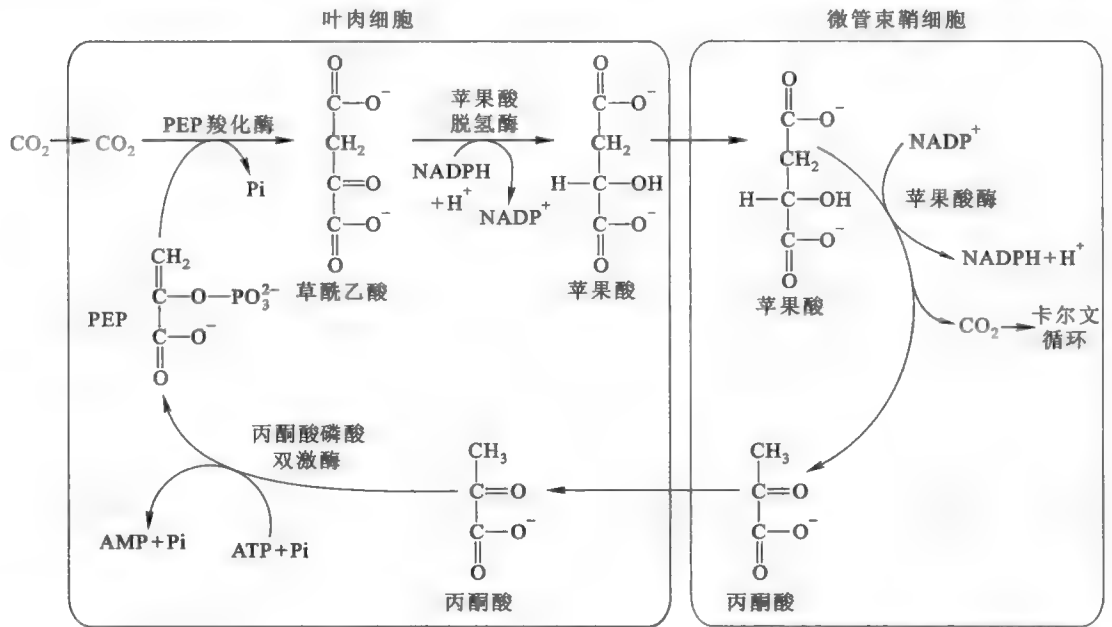 叶肉细胞
微管束鞘细胞
CO₂
CO₂
PEP羧化酶
Pi
O
C—O⁻
CH₂
C=O
C—O⁻
O
草酰乙酸
苹果酸
脱氢酶
NADPH
+H⁺
NADP⁺
O
C—O⁻
CH₂
H—C—OH
C—O⁻
O
苹果酸
O
C—O⁻
CH₂
H—C—OH
C—O⁻
O
苹果酸
NADP⁺
苹果酸酶
NADPH+H⁺
CO₂
卡尔文
循环
PEP
CH₂
C—O—PO₃²⁻
C—O⁻
O
丙酮酸磷酸
双激酶
AMP+Pi
ATP+Pi
CH₃
C=O
C—O⁻
O
丙酮酸
CH₃
C=O
C—O⁻
O
丙酮酸